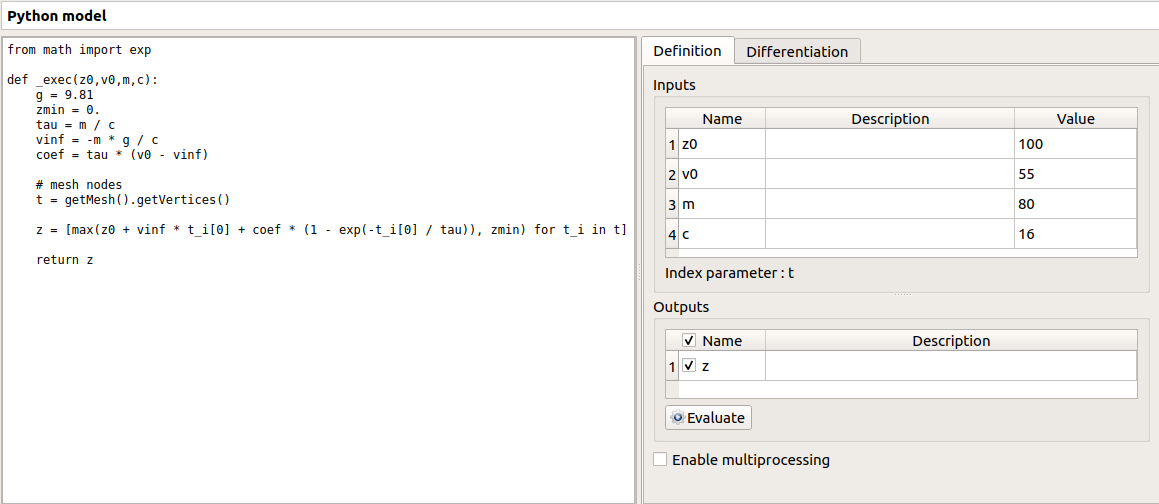 Python model
from math import exp
def _exec(z0,v0,m,c):
    g = 9.81
    zmin = 0.
    tau = m / c
    vinf = -m * g / c
    coef = tau * (v0 - vinf)
    # mesh nodes
    t = getMesh().getVertices()
    z = [max(z0 + vinf * t_i[0] + coef * (1 - exp(-t_i[0] / tau)), zmin) for t_i in t]
    return z
Definition Differentiation
Inputs
Name Description Value
1 z0 100
2 v0 55
3 m 80
4 c 16
Index parameter : t
Outputs
Name Description
1 z
Evaluate
Enable multiprocessing